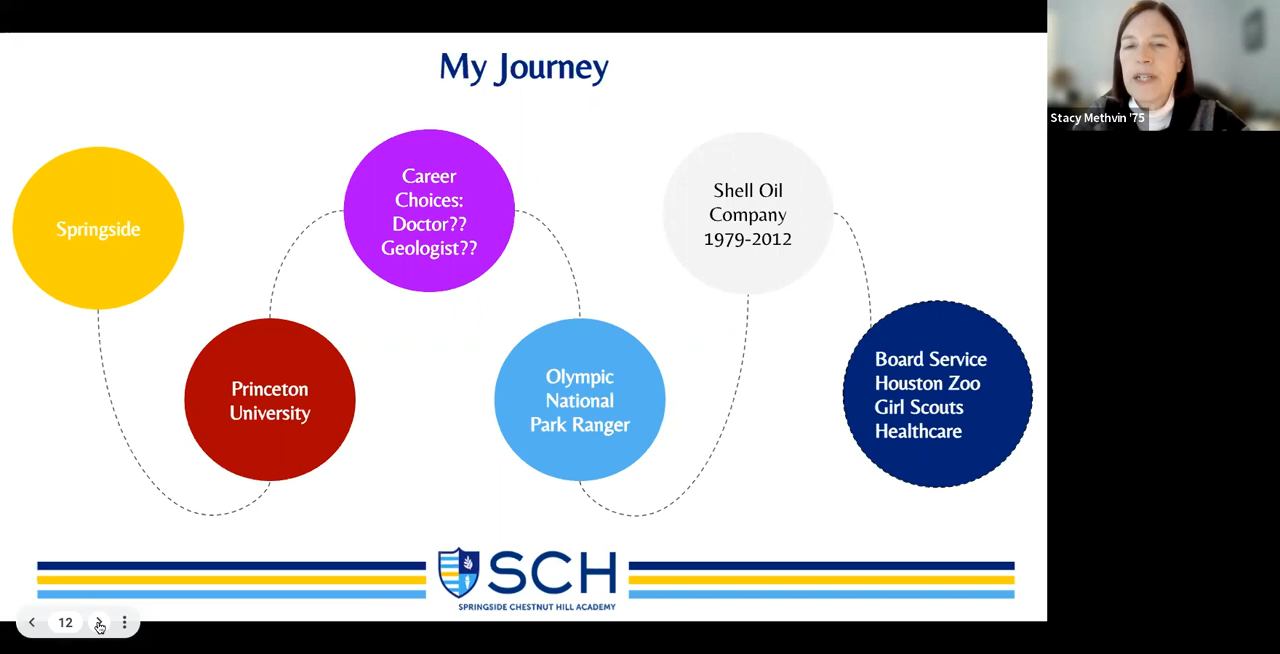 My Journey
Stacy Methvin '75
Springside
Career
Choices:
Doctor??
Geologist??
Shell Oil
Company
1979-2012
Princeton
University
Olympic
National
Park Ranger
Board Service
Houston Zoo
Girl Scouts
Healthcare
SCH
SPRINGSIDE CHESTNUT HILL ACADEMY
12